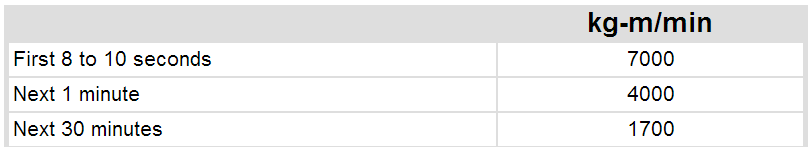 kg-m/min
First 8 to 10 seconds 7000
Next 1 minute 4000
Next 30 minutes 1700